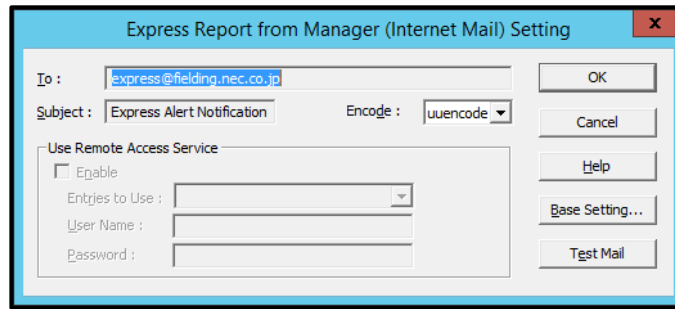 Express Report from Manager (Internet Mail) Setting
x
To : express@fielding.nec.co.jp OK
Subject : Express Alert Notification Encode : uuencode
Cancel
Use Remote Access Service
Enable Help
Entries to Use :
User Name : Base Setting...
Password : Test Mail